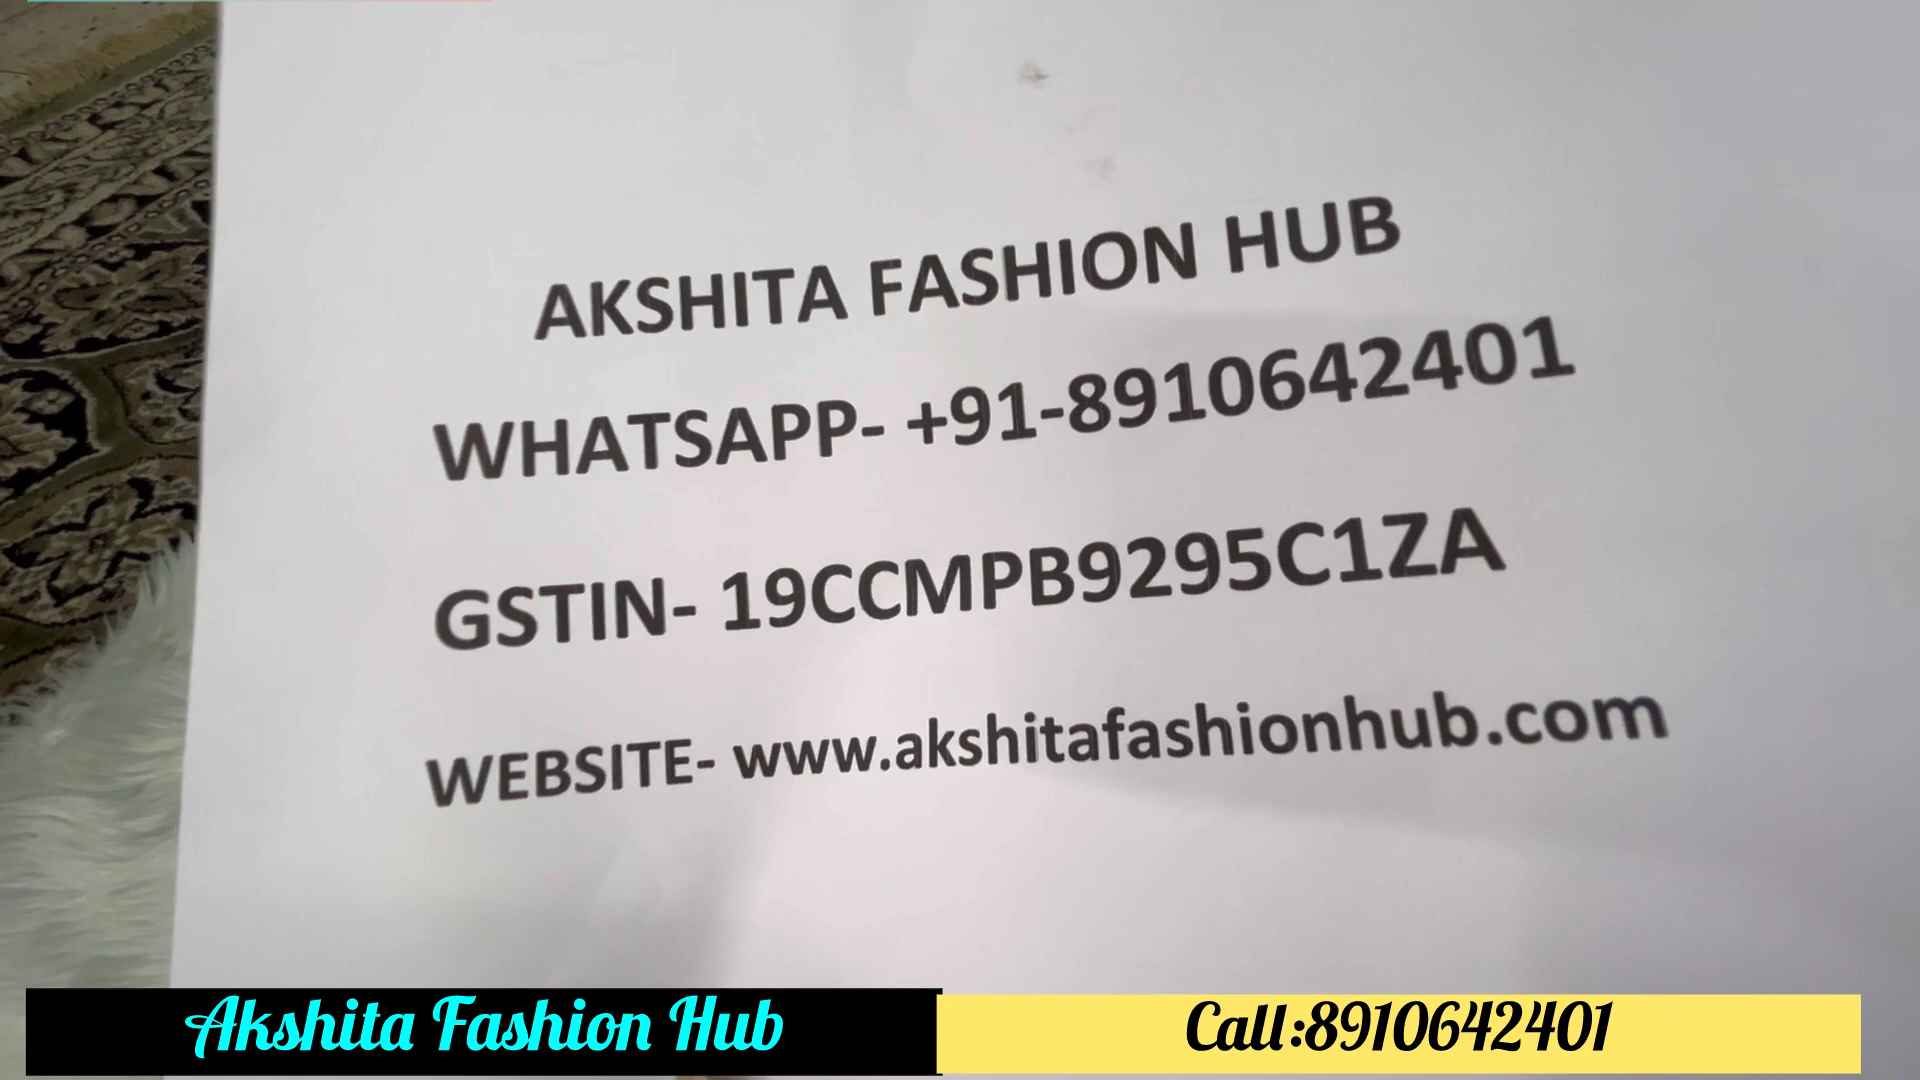 AKSHITA FASHION HUB
WHATSAPP- +91-8910642401
GSTIN- 19CCMPB9295C1ZA
WEBSITE- www.akshitafashionhub.com
Akshita Fashion Hub
Call:8910642401